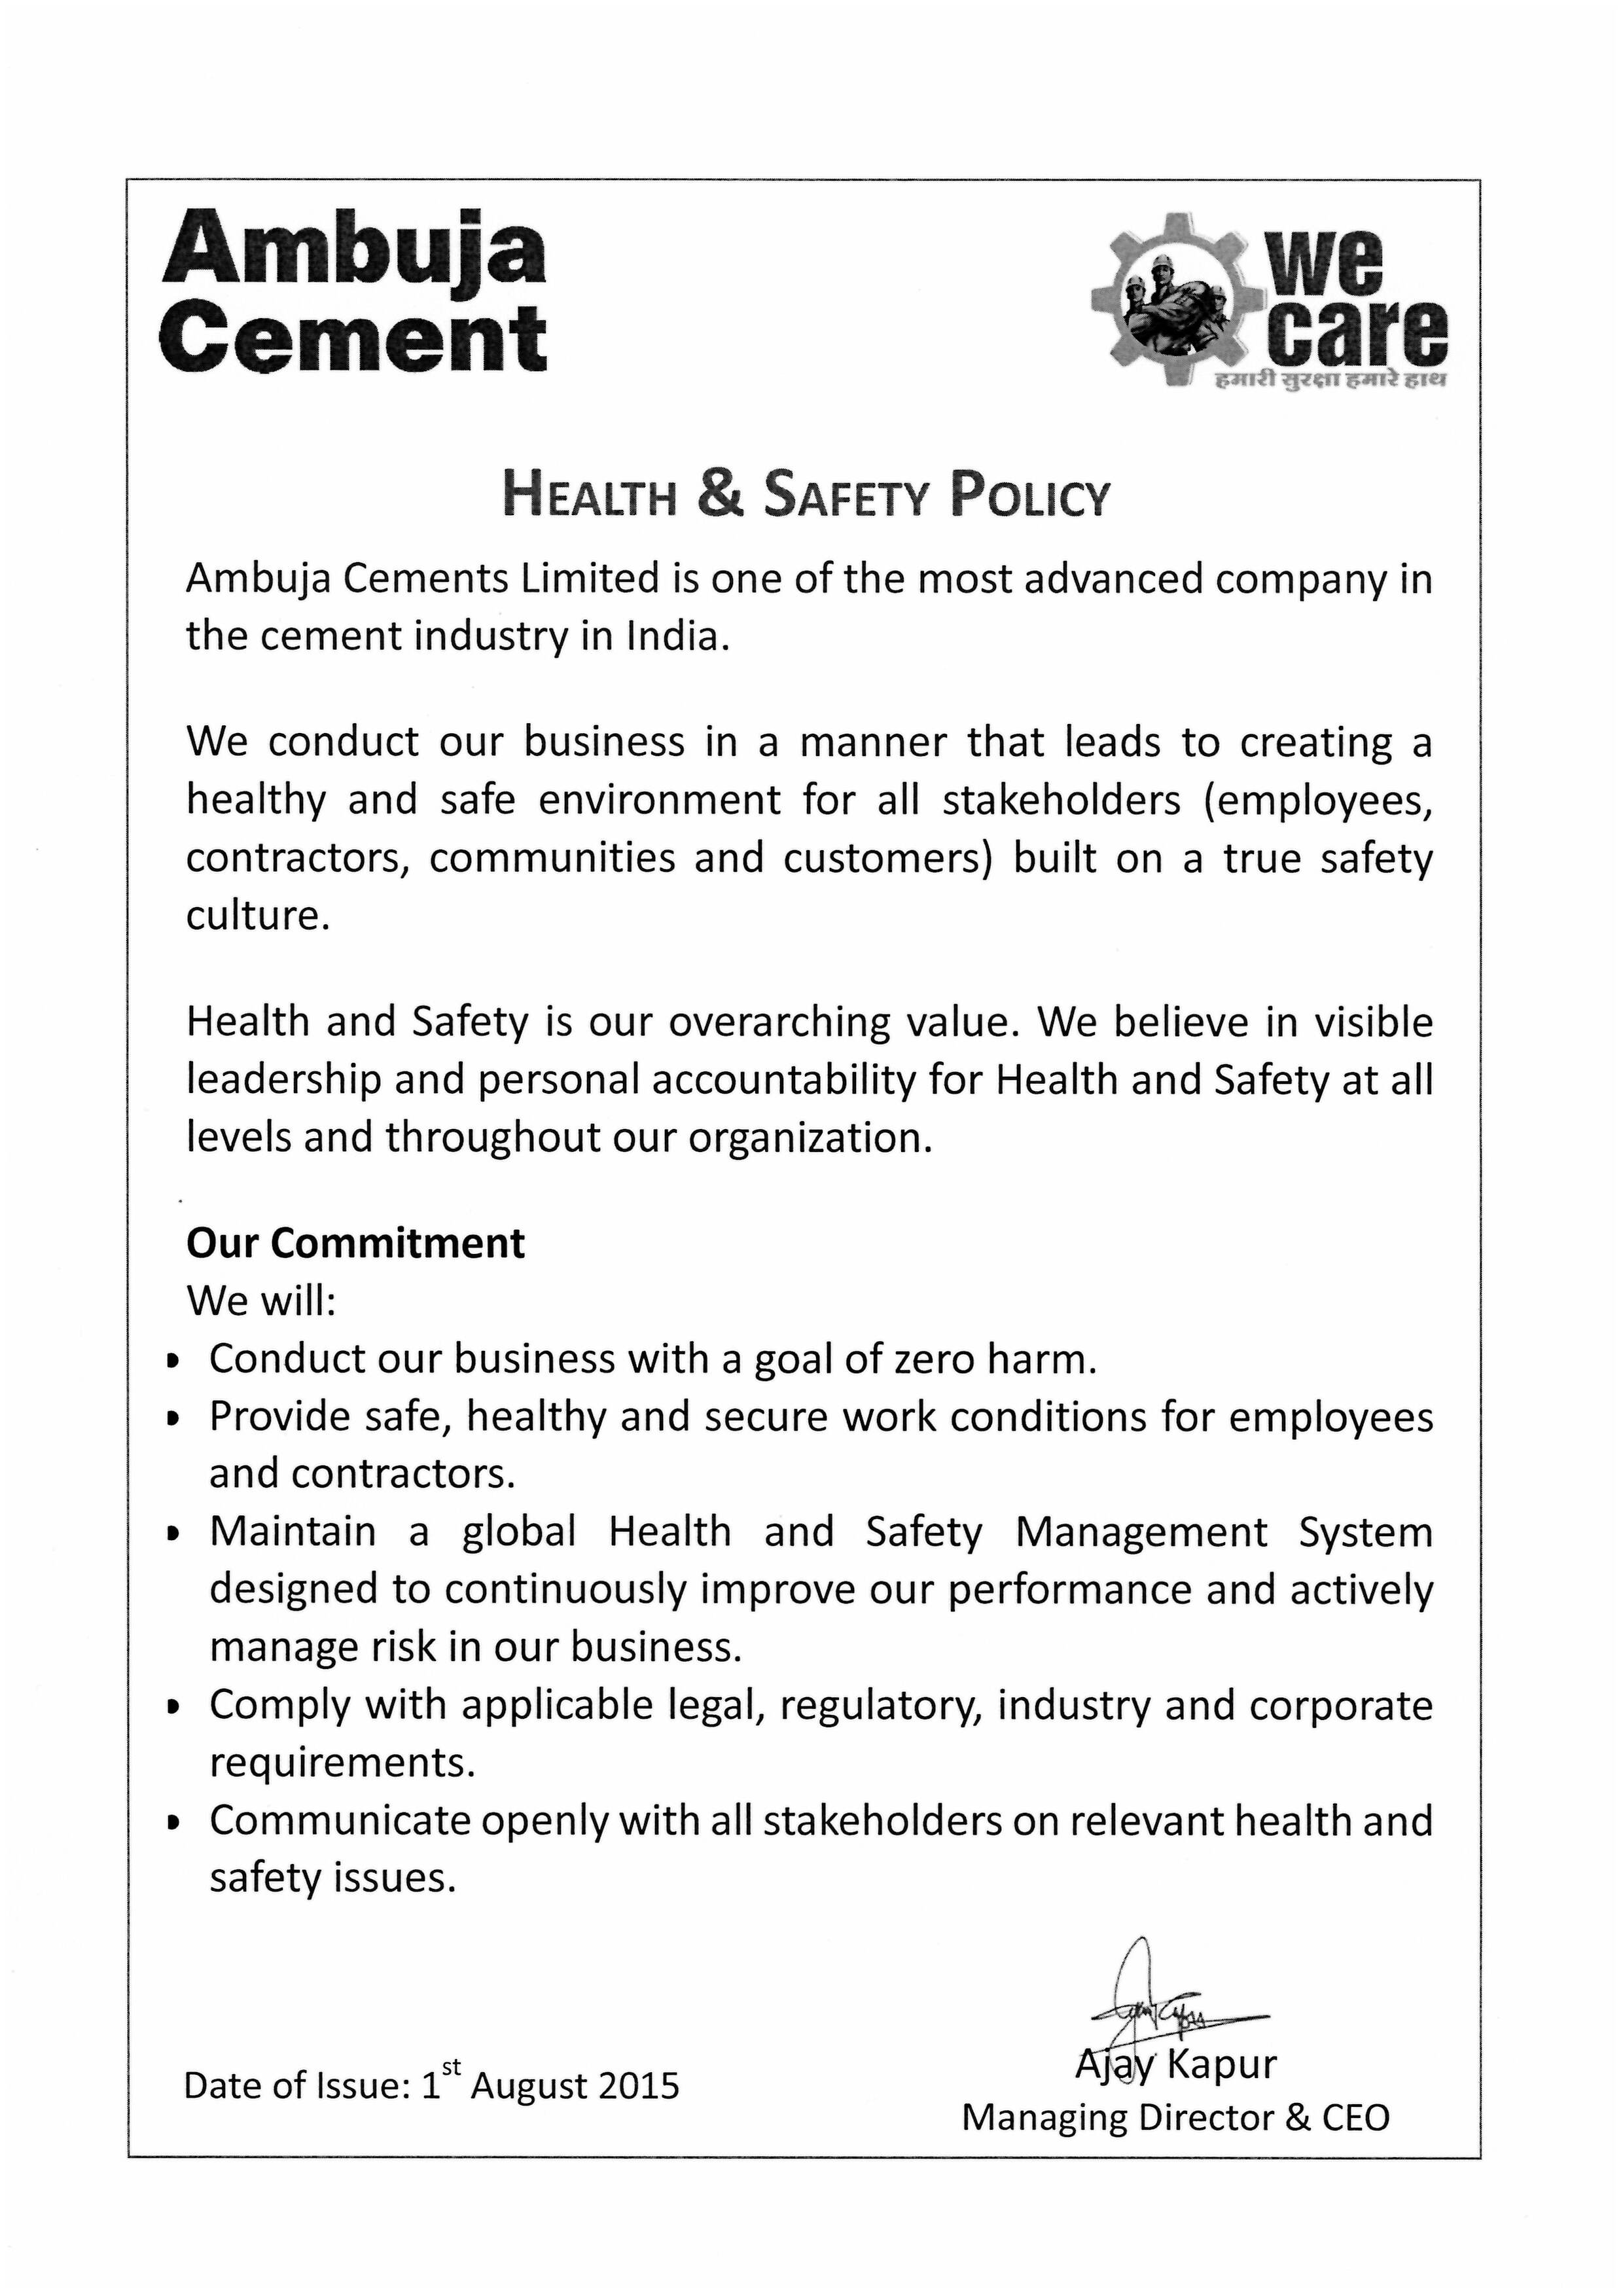 Ambuja
Cement
we
care
हमारी सुरक्षा हमारे हाथ
HEALTH & SAFETY POLICY
Ambuja Cements Limited is one of the most advanced company in
the cement industry in India.
We conduct our business in a manner that leads to creating a
healthy and safe environment for all stakeholders (employees,
contractors, communities and customers) built on a true safety
culture.
Health and Safety is our overarching value. We believe in visible
leadership and personal accountability for Health and Safety at all
levels and throughout our organization.
Our Commitment
We will:
Conduct our business with a goal of zero harm.
Provide safe, healthy and secure work conditions for employees
and contractors.
Maintain a global Health and Safety Management System
designed to continuously improve our performance and actively
manage risk in our business.
Comply with applicable legal, regulatory, industry and corporate
requirements.
Communicate openly with all stakeholders on relevant health and
safety issues.
Ajay Kapur
Date of Issue: 1st August 2015
Managing Director & CEO